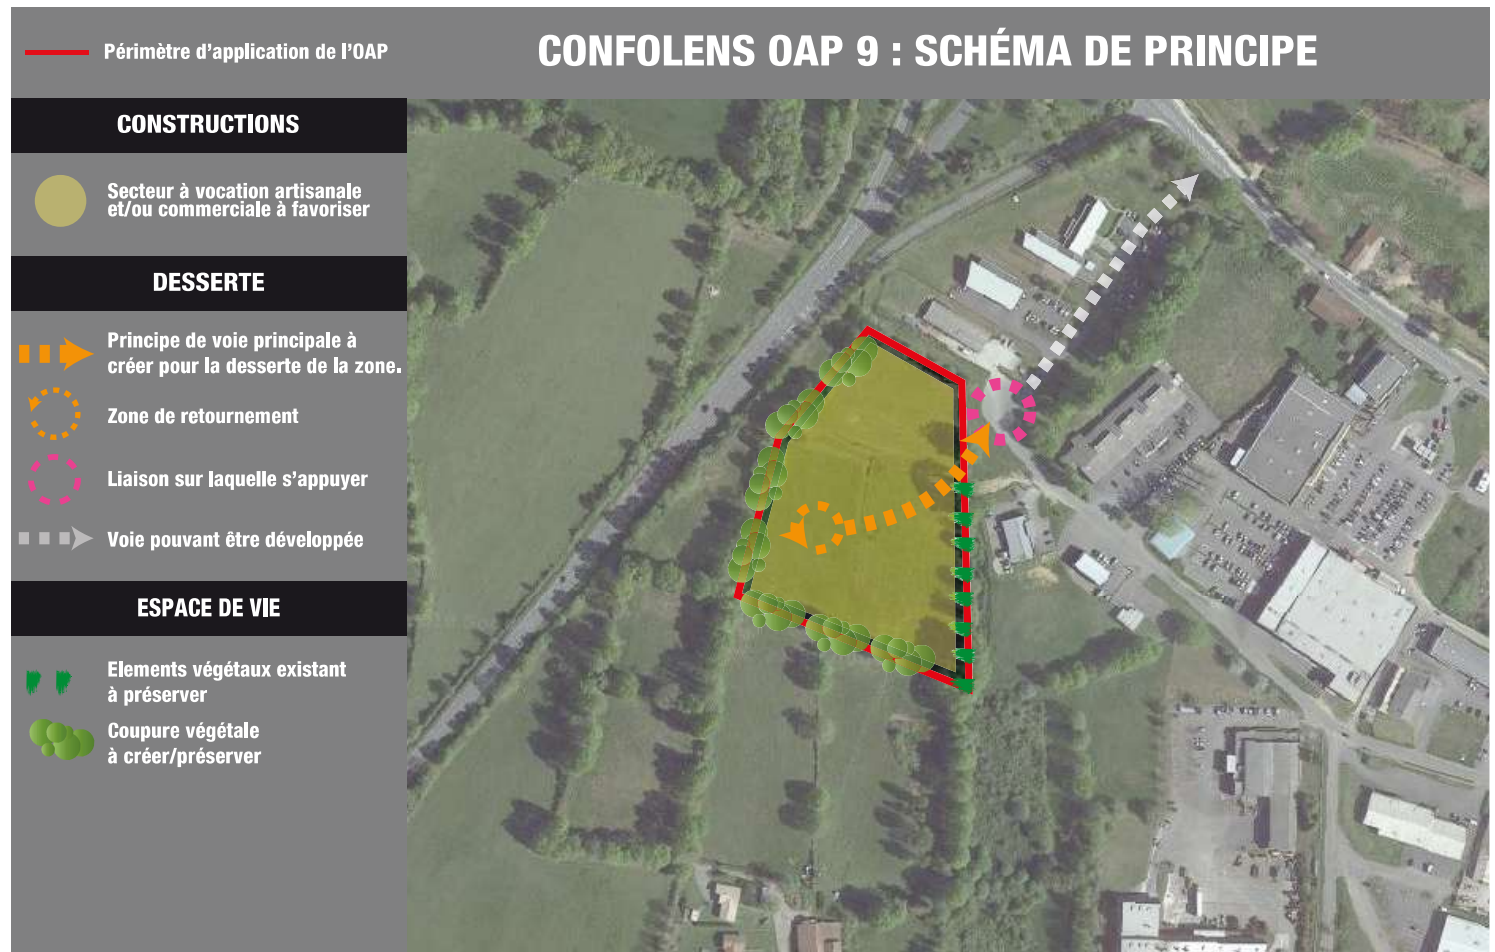 CONFOLENS OAP 9 : SCHÉMA DE PRINCIPE
Périmètre d'application de l'OAP
CONSTRUCTIONS
Secteur à vocation artisanale
et/ou commerciale à favoriser
DESSERTE
Principe de voie principale à
créer pour la desserte de la zone.
Zone de retournement
Liaison sur laquelle s'appuyer
Voie pouvant être développée
ESPACE DE VIE
Elements végétaux existant
à préserver
Coupure végétale
à créer/préserver